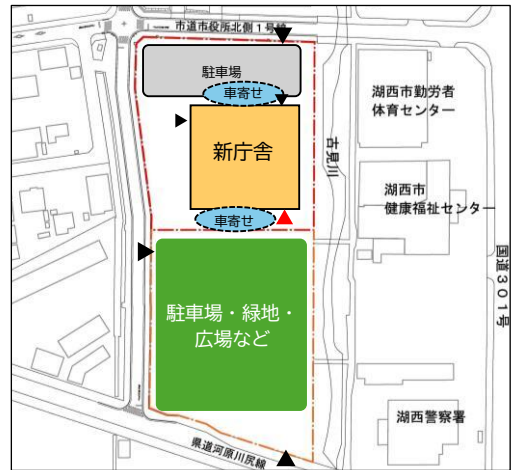 市道市役所北側１号線
駐車場
車寄せ
湖西市勤労者
体育センター
新庁舎
古見川
湖西市
健康福祉センター
車寄せ
国道３０１号
駐車場・緑地・
広場など
湖西警察署
県道河原川尻線